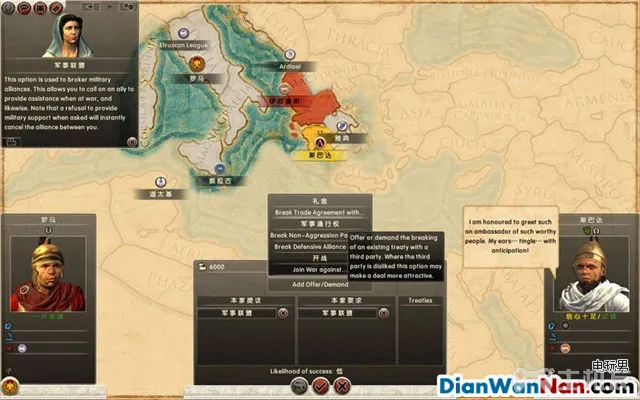 军事联盟
This option is used to broker military
alliances. This allows you to call on an ally to
provide assistance when at war, and
likewise. Note that a refusal to provide
military support when asked will instantly
cancel the alliance between you.
Etruscan League
罗马
Ardiaei
伊庇鲁斯
雅典
斯巴达
叙拉古
迦太基
THRACIA
ARMENIA
SYRIA
罗马
礼金
Break Trade Agreement with...
军事通行权
Break Non-Aggression Pa
Break Defensive Alliance
开战
Join War against...
Add Offer/Demand
Offer or demand the breaking
of an existing treaty with a
third party. Where the third
party is disliked this option may
make a deal more attractive.
I am honoured to greet such
an ambassador of such worthy
people. My ears... tingle... with
anticipation!
斯巴达
信心十足/
6000
本家提议
本家要求
Treaties
军事联盟
军事联盟
Likelihood of success: 低
电玩男
DianWanNan.com